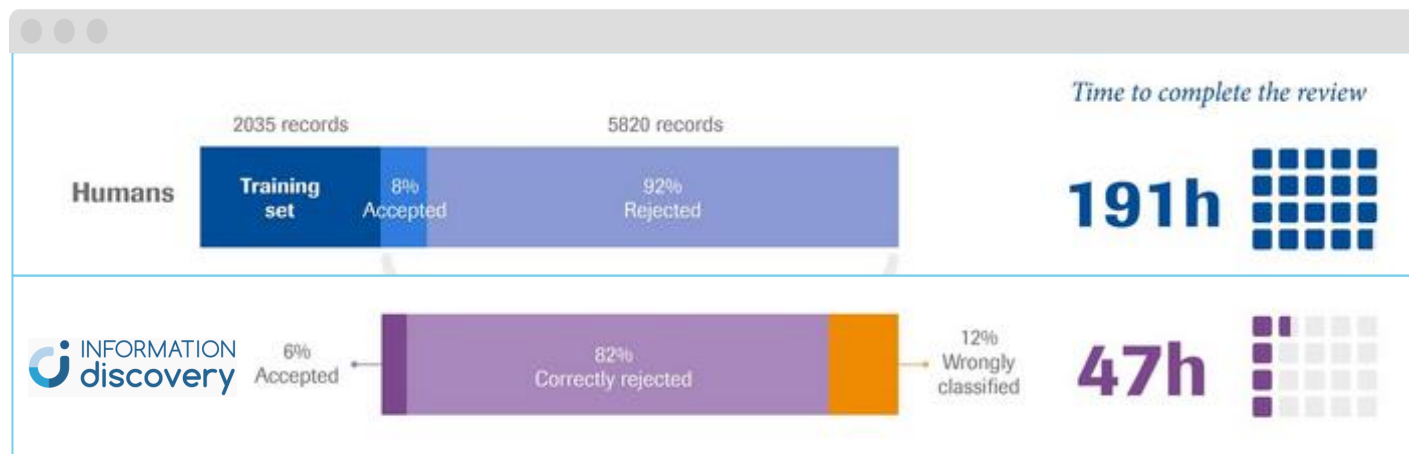 Time to complete the review
2035 records
5820 records
Humans
Training
set
8%
Accepted
92%
Rejected
191h
INFORMATION
discovery
6%
Accepted
82%
Correctly rejected
12%
Wrongly
classified
47h